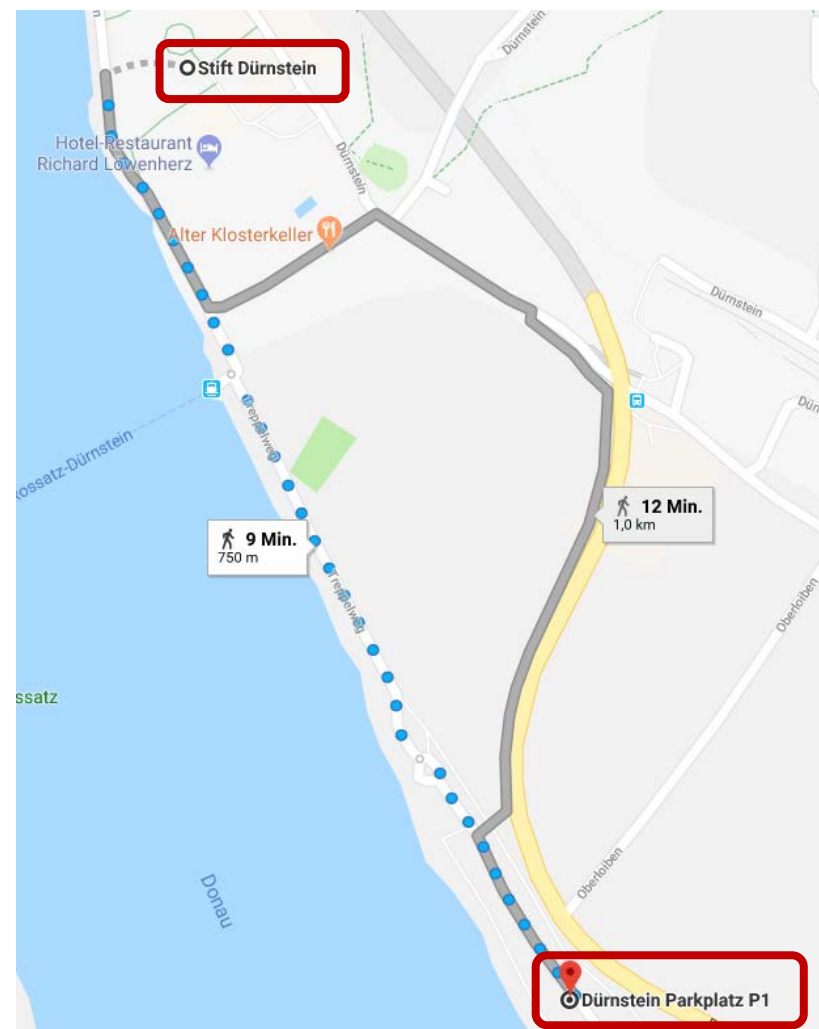 Dürnstein
Stift Dürnstein
Hotel-Restaurant
Richard Löwenherz
Dürnstein
Alter Klosterkeller
Dürnstein
Treppelweg
Rossatz-Dürnstein
9 Min.
750 m
12 Min.
1,0 km
Treppelweg
Oberloiben
ssatz
Donau
Oberloiben
Dürnstein Parkplatz P1